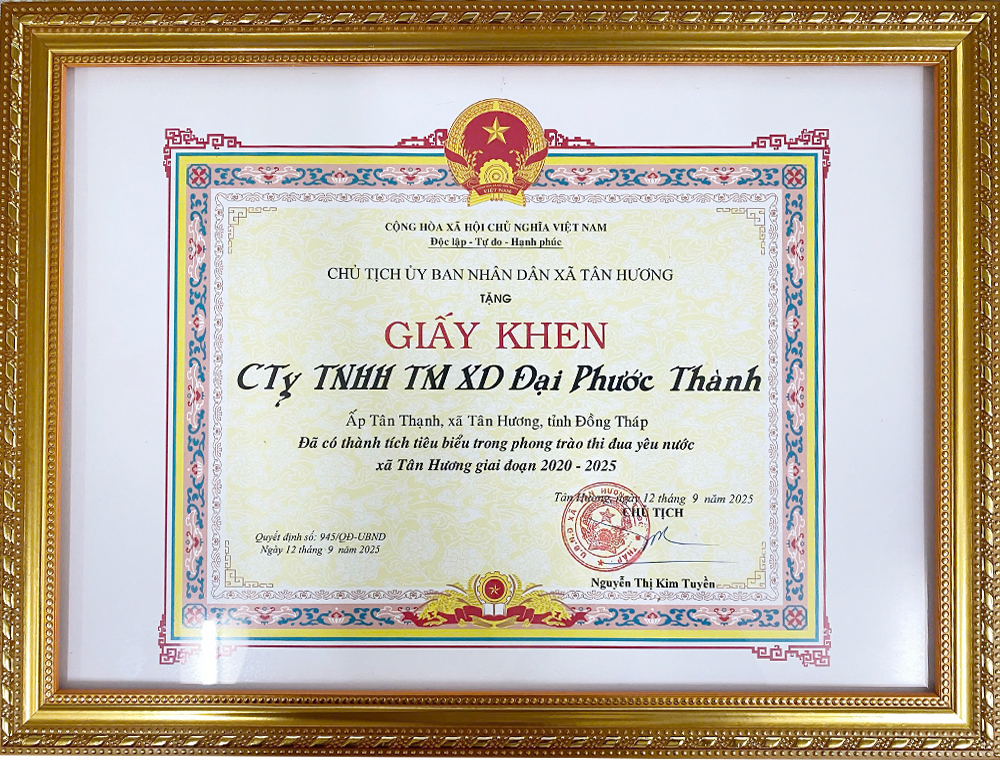 VIỆT NAM
CỘNG HÒA XÃ HỘI CHỦ NGHĨA VIỆT NAM
Độc lập - Tự do - Hạnh phúc
CHỦ TỊCH ỦY BAN NHÂN DÂN XÃ TÂN HƯƠNG
TẶNG
GIẤY KHEN
CTy TNHH TM XD Đại Phước Thành
Ấp Tân Thạnh, xã Tân Hương, tỉnh Đồng Tháp
Đã có thành tích tiêu biểu trong phong trào thi đua yêu nước
xã Tân Hương giai đoạn 2020 - 2025
Tân Hương, ngày 12 tháng 9 năm 2025
CHỦ TỊCH
Quyết định số: 945/QĐ-UBND
Ngày 12 tháng 9 năm 2025
Nguyễn Thị Kim Tuyền